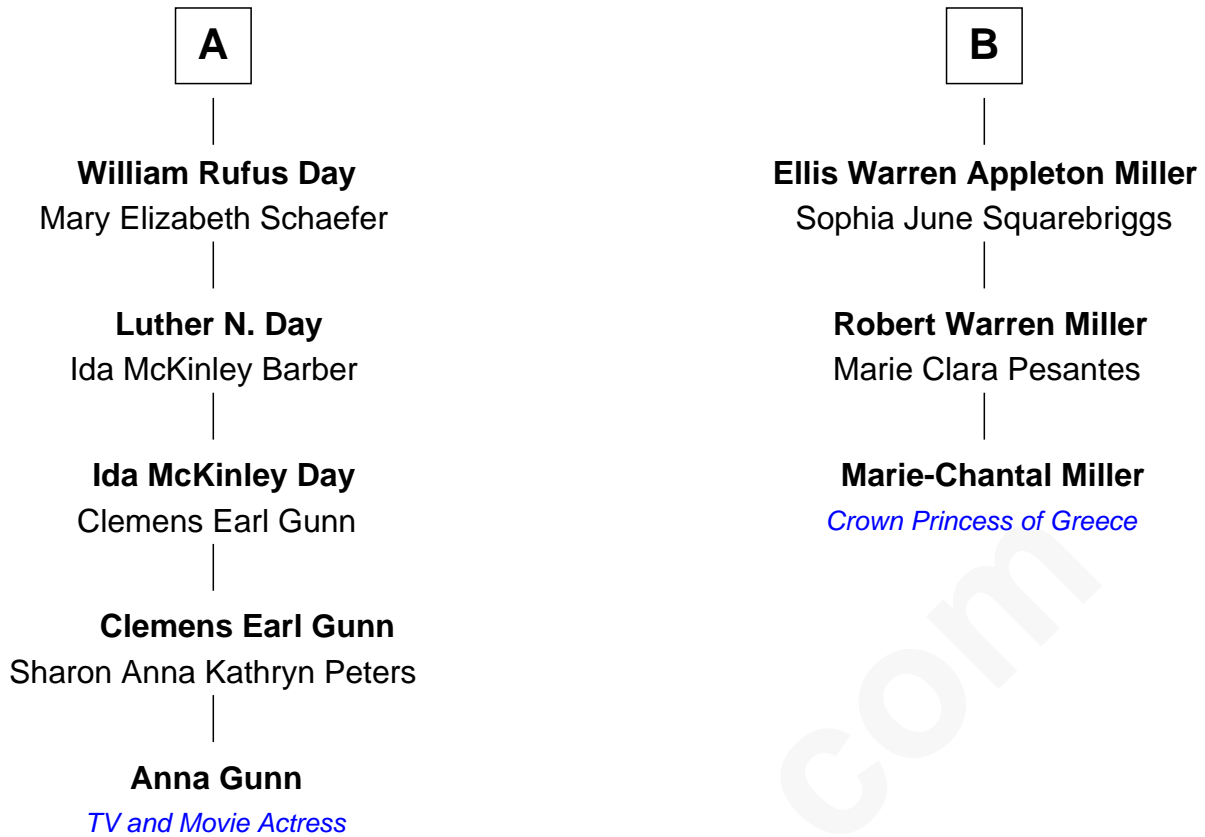 A
William Rufus Day
Mary Elizabeth Schaefer
Luther N. Day
Ida McKinley Barber
Ida McKinley Day
Clemens Earl Gunn
Clemens Earl Gunn
Sharon Anna Kathryn Peters
Anna Gunn
TV and Movie Actress
B
Ellis Warren Appleton Miller
Sophia June Squarebriggs
Robert Warren Miller
Marie Clara Pesantes
Marie-Chantal Miller
Crown Princess of Greece
com